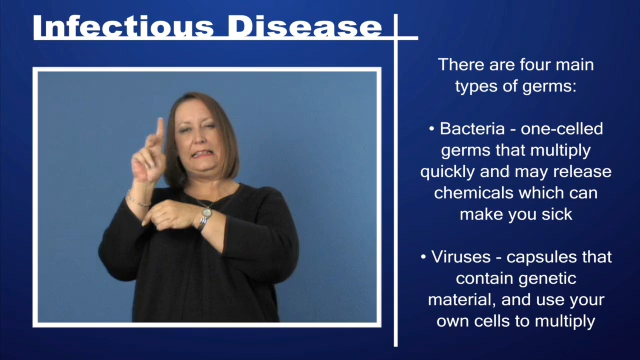 Infectious Disease
There are four main
types of germs:
• Bacteria - one-celled
germs that multiply
quickly and may release
chemicals which can
make you sick
• Viruses - capsules that
contain genetic
material, and use your
own cells to multiply